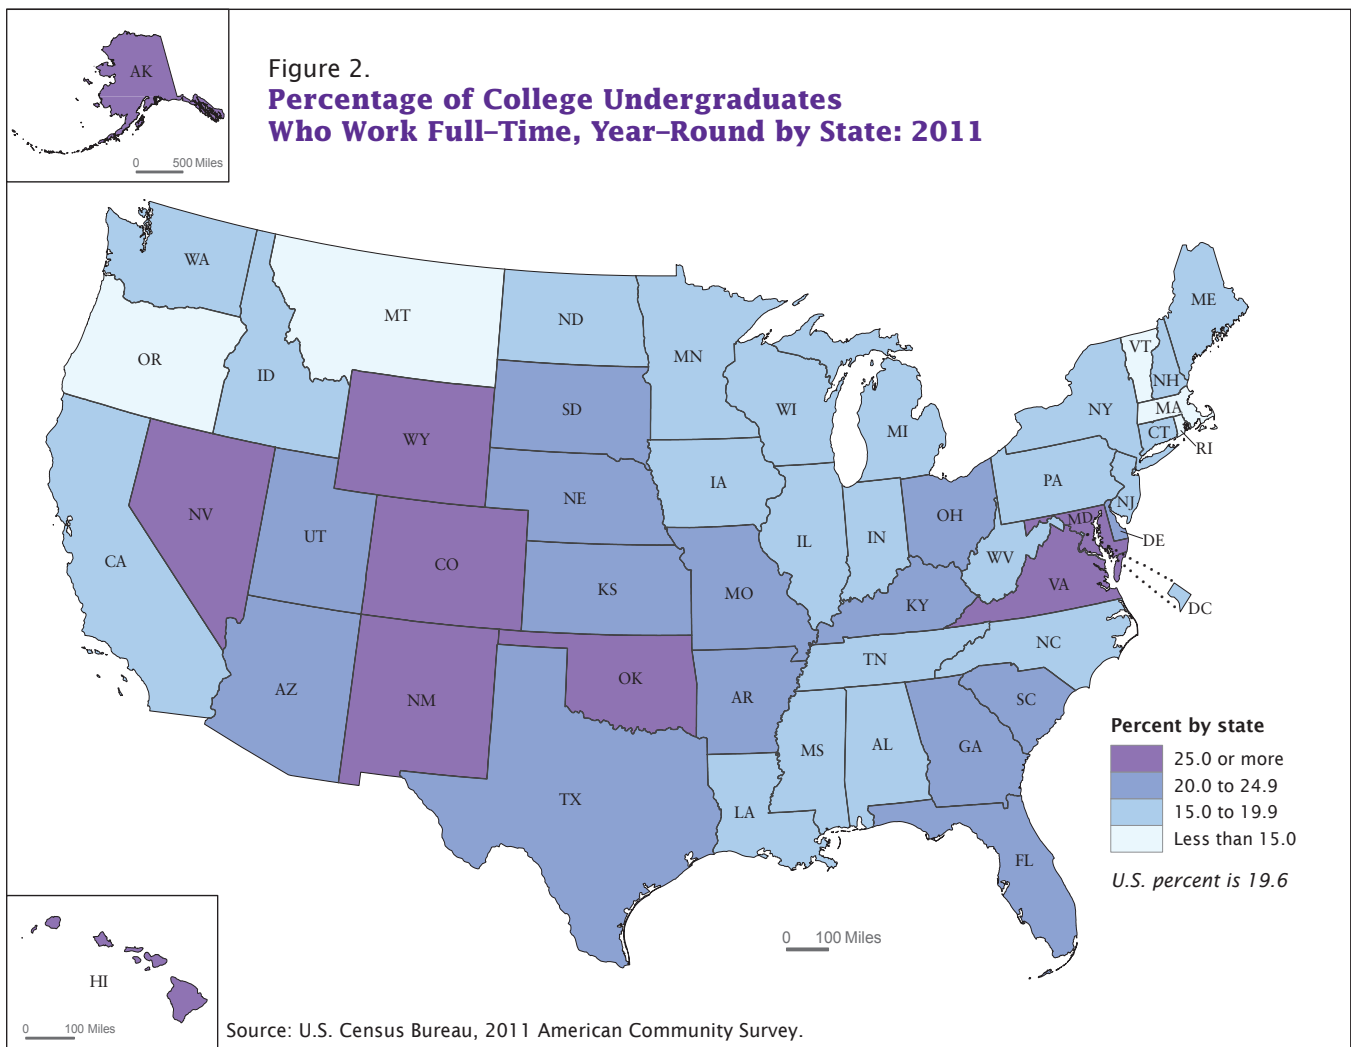 AK
0 500 Miles
Figure 2.
Percentage of College Undergraduates
Who Work Full–Time, Year–Round by State: 2011
WA
MT
ND
MN
ME
OR
ID
SD
WI
MI
NY
VT
NH
MA
CT
RI
WY
NE
IA
PA
NJ
NV
UT
CO
KS
MO
IL
IN
OH
WV
MD
DE
VA
DC
CA
KY
AZ
NM
OK
AR
TN
NC
SC
MS
AL
GA
TX
LA
FL
Percent by state
25.0 or more
20.0 to 24.9
15.0 to 19.9
Less than 15.0
U.S. percent is 19.6
0 100 Miles
HI
0 100 Miles
Source: U.S. Census Bureau, 2011 American Community Survey.